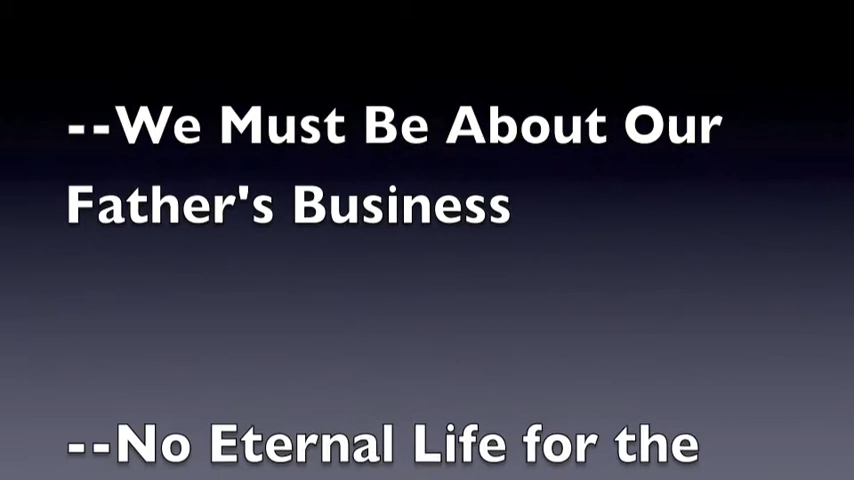 --We Must Be About Our
Father's Business
--No Eternal Life for the